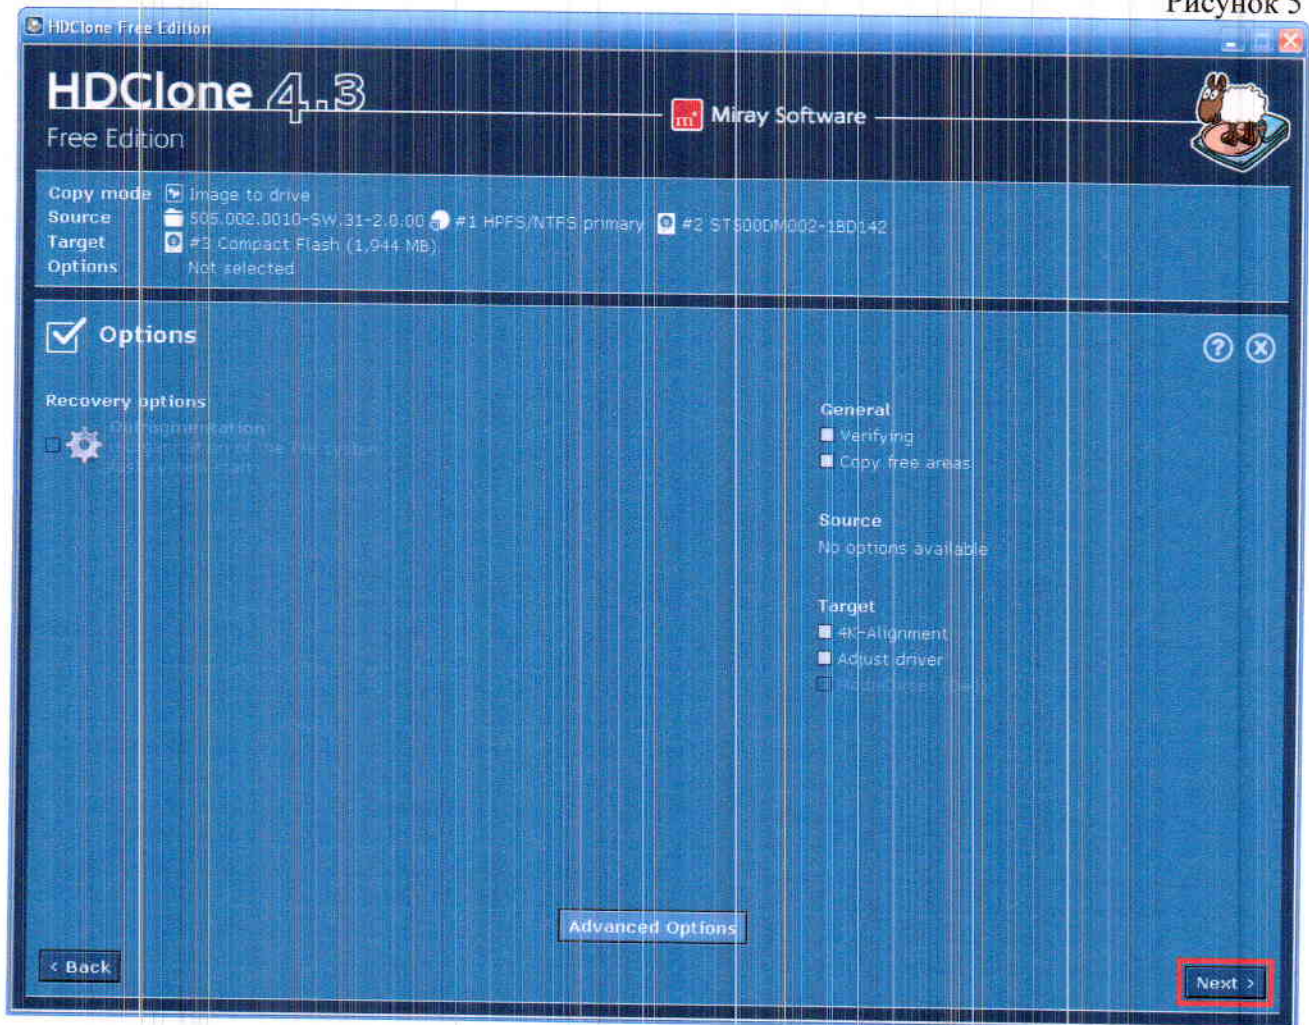 Рисунок 5
HDClone Free Edition
HDClone 4.3
Free Edition
m Miray Software
Copy mode Image to drive
Source 505.002.0010-SW.31-2.0.00 #1 HPFS/NTFS primary #2 ST500DM002-1BD142
Target #3 Compact Flash (1,944 MB)
Options Not selected
Options
Recovery options
General
Verifying
Copy free areas
Source
No options available
Target
4K-Alignment
Adjust driver
Advanced Options
< Back
Next >